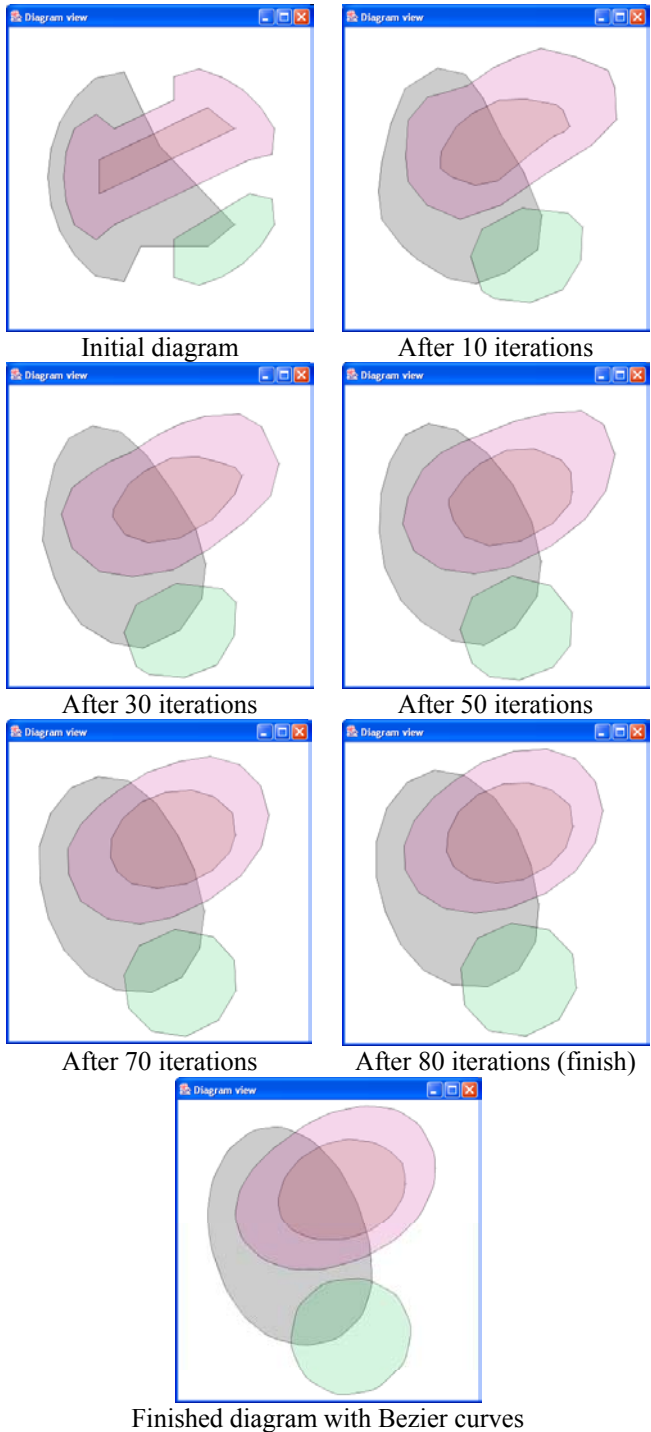 Diagram view
Diagram view
Initial diagram
After 10 iterations
Diagram view
Diagram view
After 30 iterations
After 50 iterations
Diagram view
Diagram view
After 70 iterations
After 80 iterations (finish)
Diagram view
Finished diagram with Bezier curves